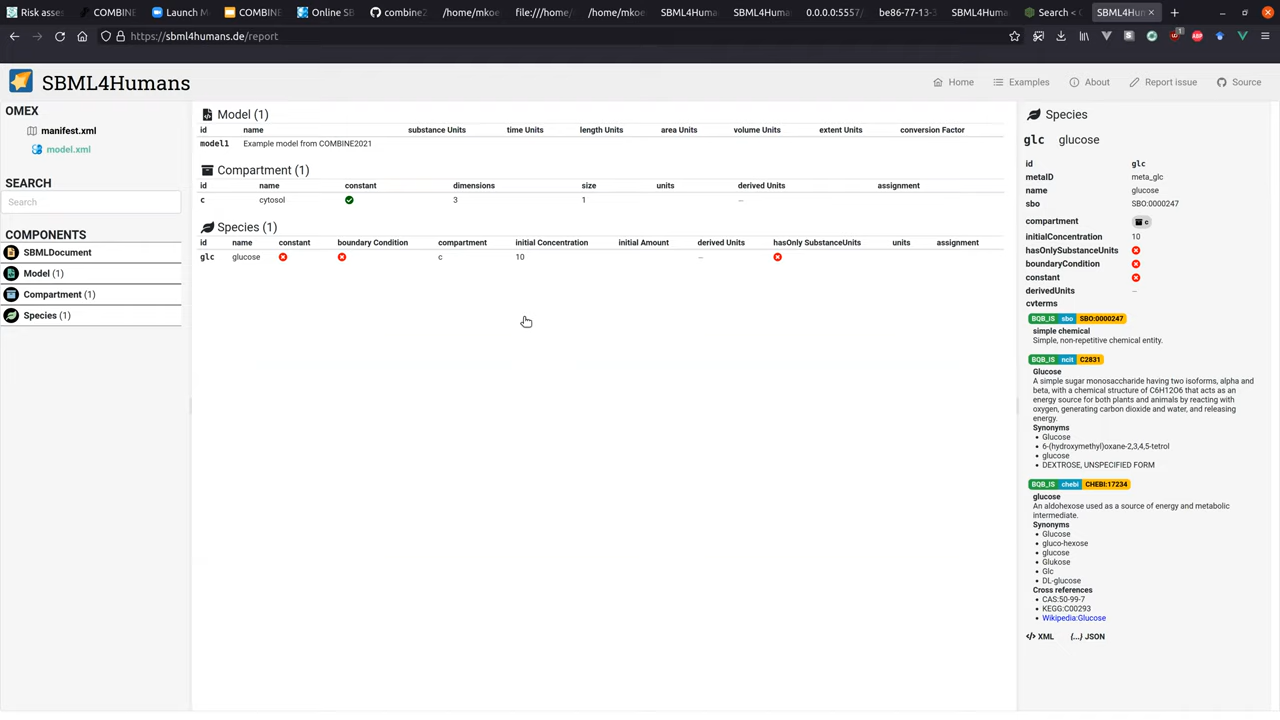 Risk asses
COMBINE
Launch M
COMBINE
Online SB
combine2
/home/mkoe
file:///home/
/home/mkoe
SBML4Huma
SBML4Huma
0.0.0.0:5557/
be86-77-13-3
SBML4Huma
Search < C
SBML4Hum
https://sbml4humans.de/report
SBML4Humans
Home
Examples
About
Report issue
Source
OMEX
manifest.xml
model.xml
SEARCH
Search
COMPONENTS
SBMLDocument
Model (1)
Compartment (1)
Species (1)
Model (1)
id name substance Units time Units length Units area Units volume Units extent Units conversion Factor
model1 Example model from COMBINE2021
Compartment (1)
id name constant dimensions size units derived Units assignment
c cytosol 3 1 –
Species (1)
id name constant boundary Condition compartment initial Concentration initial Amount derived Units hasOnly SubstanceUnits units assignment
glc glucose c 10 –
Species
glc glucose
id glc
metaID meta_glc
name glucose
sbo SBO:0000247
compartment c
initialConcentration 10
hasOnlySubstanceUnits
boundaryCondition
constant
derivedUnits –
cvterms
BQB_IS sbo SBO:0000247
simple chemical
Simple, non-repetitive chemical entity.
BQB_IS ncit C2831
Glucose
A simple sugar monosaccharide having two isoforms, alpha and
beta, with a chemical structure of C6H12O6 that acts as an
energy source for both plants and animals by reacting with
oxygen, generating carbon dioxide and water, and releasing
energy.
Synonyms
• Glucose
• 6-(hydroxymethyl)oxane-2,3,4,5-tetrol
• glucose
• DEXTROSE, UNSPECIFIED FORM
BQB_IS chebi CHEBI:17234
glucose
An aldohexose used as a source of energy and metabolic
intermediate.
Synonyms
• Glucose
• gluco-hexose
• glucose
• Glukose
• Glc
• DL-glucose
Cross references
• CAS:50-99-7
• KEGG:C00293
• Wikipedia:Glucose
</> XML {...} JSON